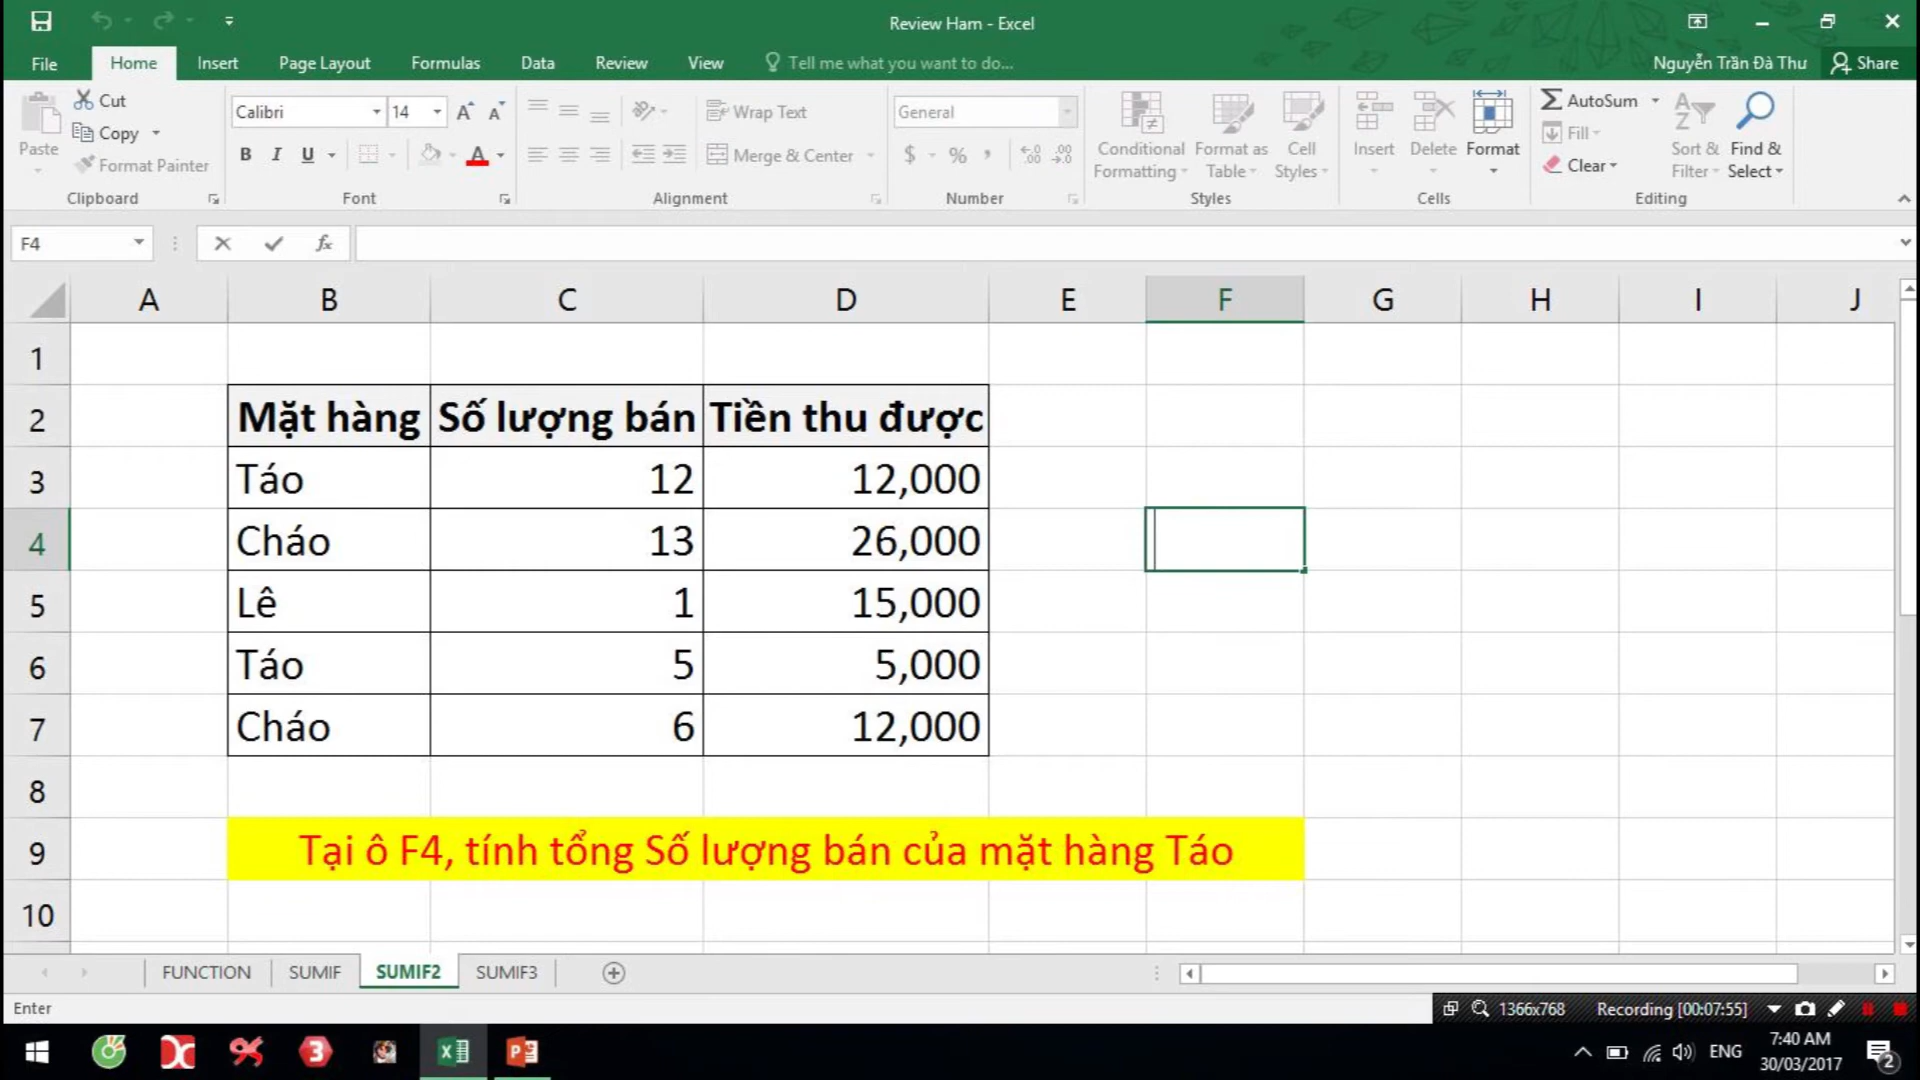 Review Ham - Excel
File Home Insert Page Layout Formulas Data Review View Tell me what you want to do... Nguyễn Trần Đà Thu Share
Paste Cut Copy Format Painter
Clipboard
Calibri 14
B I U
Font
Wrap Text
Merge & Center
Alignment
General
$ % ,
Number
Conditional Formatting
Format as Table
Cell Styles
Styles
Insert Delete Format
Cells
AutoSum
Fill
Clear
Sort & Filter
Find & Select
Editing
F4 fx
A B C D E F G H I J
1
2 Mặt hàng Số lượng bán Tiền thu được
3 Táo 12 12,000
4 Cháo 13 26,000
5 Lê 1 15,000
6 Táo 5 5,000
7 Cháo 6 12,000
8
9 Tại ô F4, tính tổng Số lượng bán của mặt hàng Táo
10
FUNCTION SUMIF SUMIF2 SUMIF3
Enter 1366x768 Recording [00:07:55]
ENG 7:40 AM
30/03/2017 2